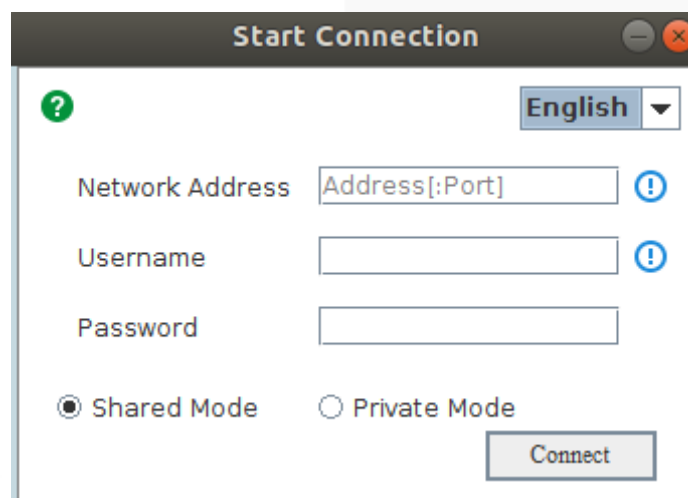 Start Connection
English
Network Address Address[:Port]
Username
Password
Shared Mode Private Mode
Connect